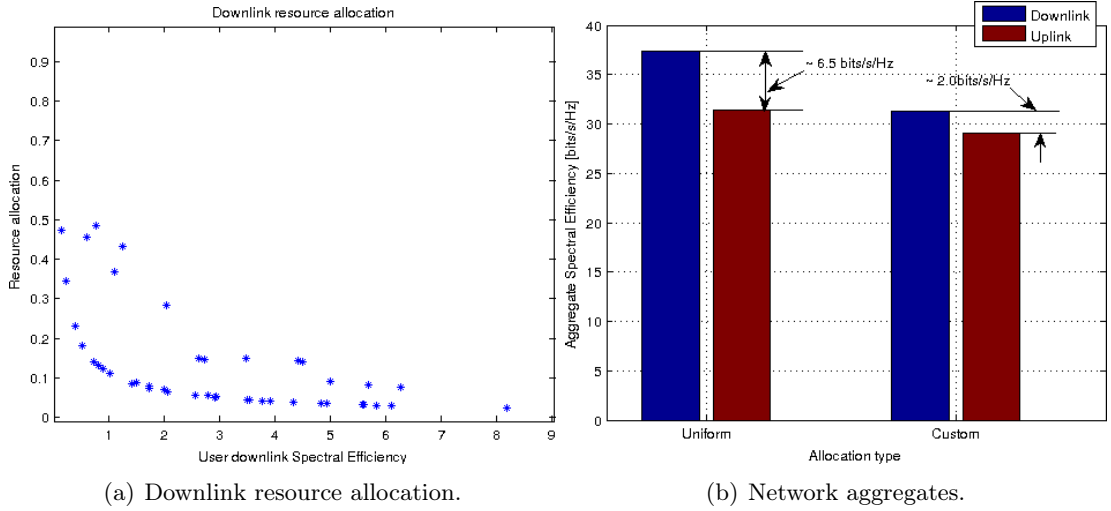 Downlink resource allocation
0.9
0.8
0.7
0.6
0.5
0.4
0.3
0.2
0.1
0
Resource allocation
1 2 3 4 5 6 7 8 9
User downlink Spectral Efficiency
(a) Downlink resource allocation.
40
35
30
25
20
15
10
5
0
Aggregate Spectral Efficiency [bits/s/Hz]
Downlink
Uplink
~ 6.5 bits/s/Hz
~ 2.0bits/s/Hz
Uniform Custom
Allocation type
(b) Network aggregates.